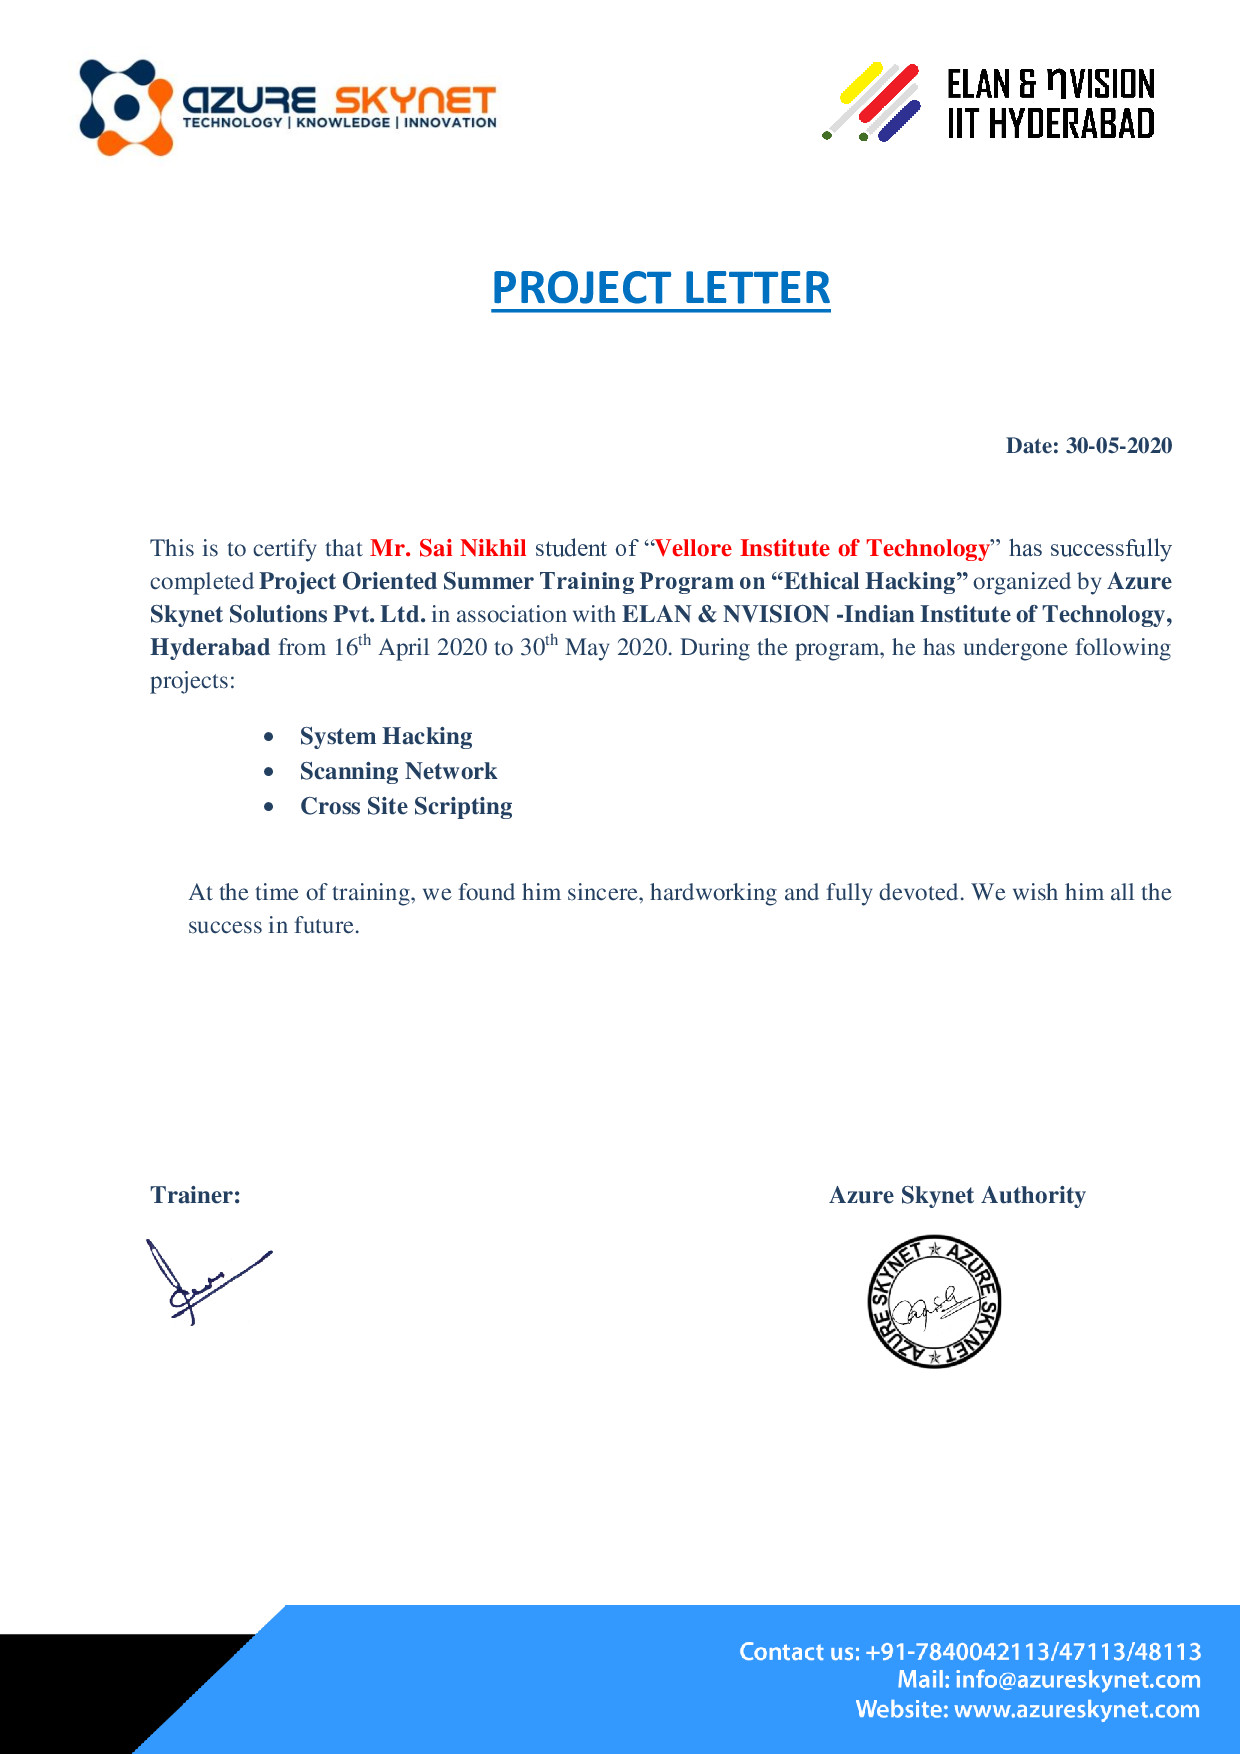 AZURE SKYNET
TECHNOLOGY | KNOWLEDGE | INNOVATION
ELAN & ηVISION
IIT HYDERABAD
PROJECT LETTER
Date: 30-05-2020
This is to certify that Mr. Sai Nikhil student of “Vellore Institute of Technology” has successfully
completed Project Oriented Summer Training Program on “Ethical Hacking” organized by Azure
Skynet Solutions Pvt. Ltd. in association with ELAN & NVISION -Indian Institute of Technology,
Hyderabad from 16th April 2020 to 30th May 2020. During the program, he has undergone following
projects:
• System Hacking
• Scanning Network
• Cross Site Scripting
At the time of training, we found him sincere, hardworking and fully devoted. We wish him all the
success in future.
Trainer:
Azure Skynet Authority
AZURE SKYNET ★ AZURE SKYNET ★
Contact us: +91-7840042113/47113/48113
Mail: info@azureskynet.com
Website: www.azureskynet.com